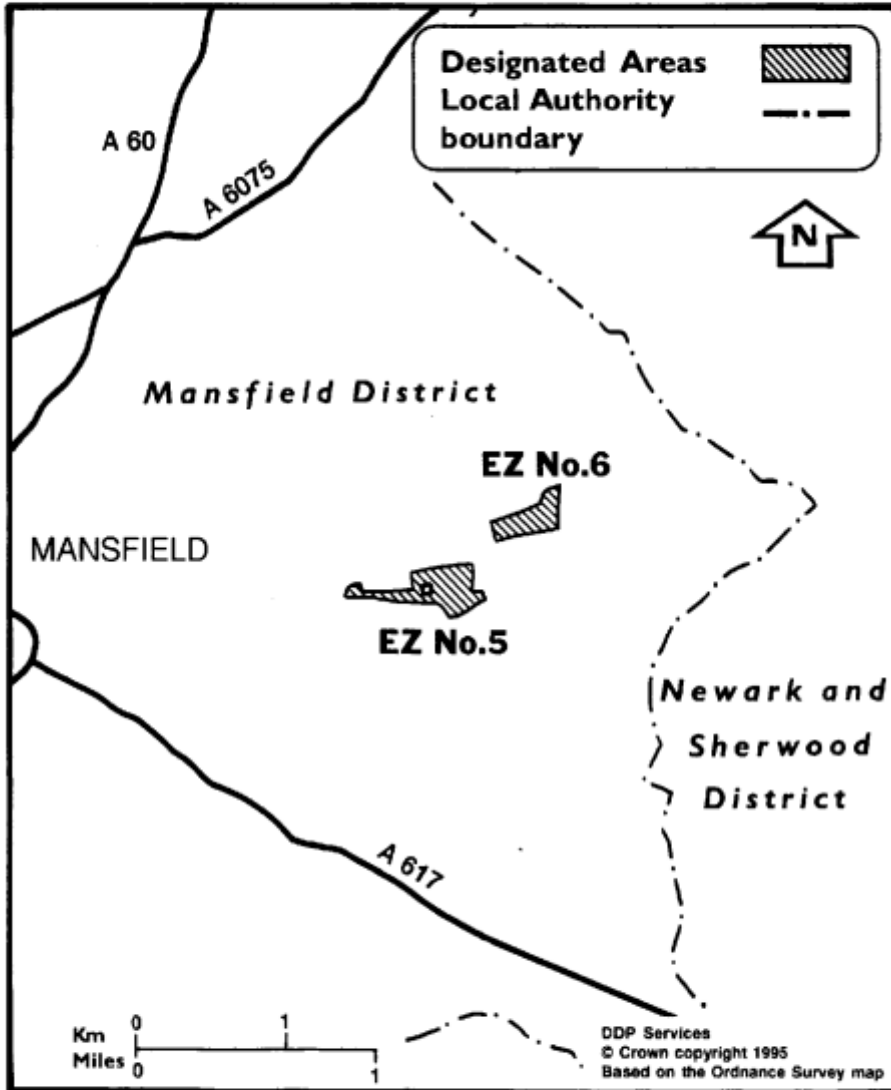 Designated Areas
Local Authority
boundary
A 60
A 6075
N
Mansfield District
EZ No.6
MANSFIELD
EZ No.5
Newark and
Sherwood
District
A 617
Km 0 1
Miles 0 1
DDP Services
© Crown copyright 1995
Based on the Ordnance Survey map